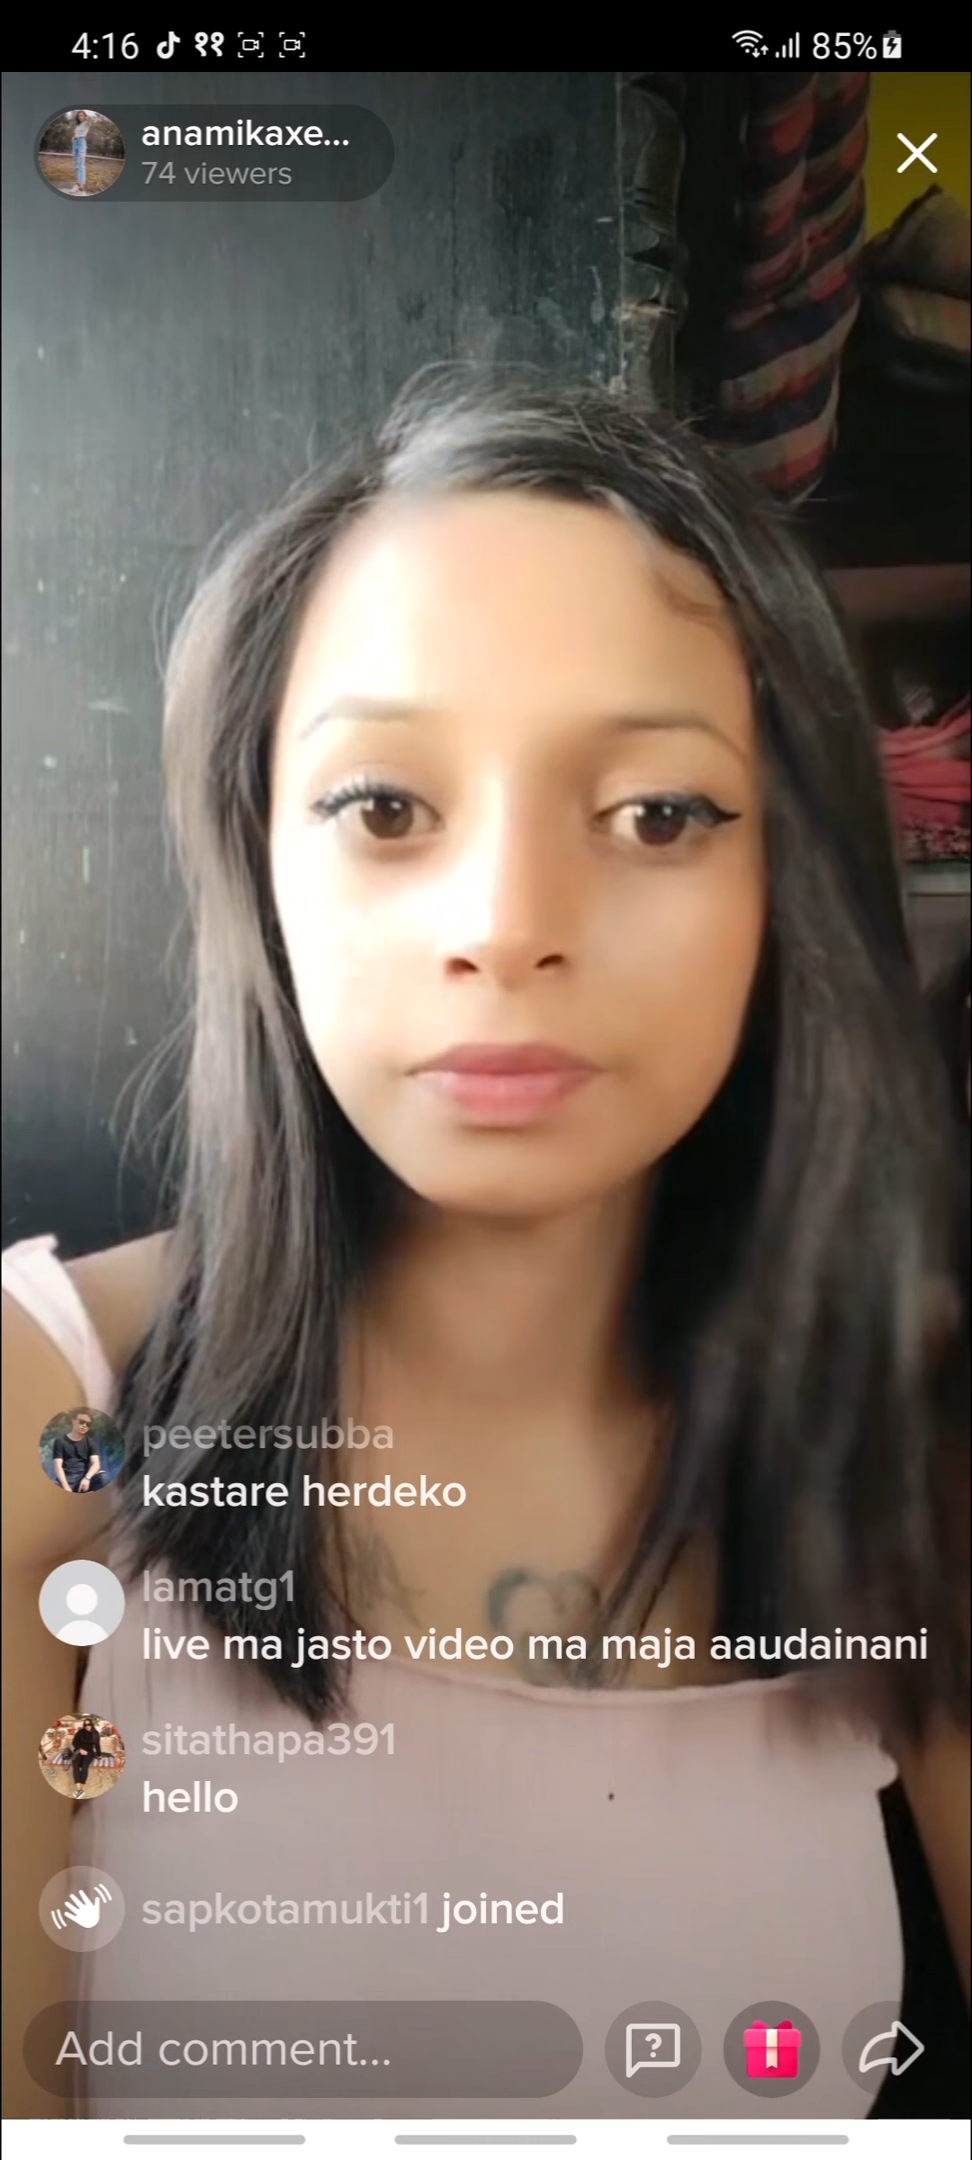 4:16 ११ 85%
anamikaxe...
74 viewers
peetersubba
kastare herdeko
lamatg1
live ma jasto video ma maja aaudainani
sitathapa391
hello
sapkotamukti1 joined
Add comment...
?